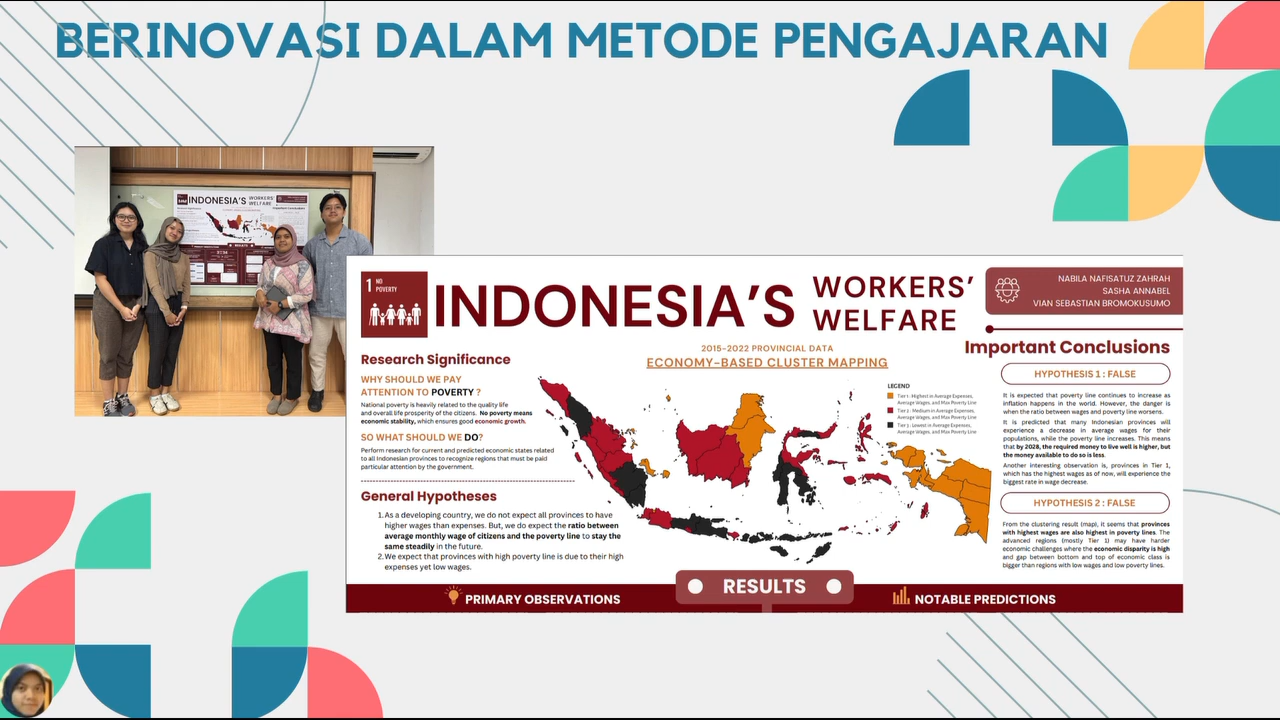 BERINOVASI DALAM METODE PENGAJARAN
INDONESIA'S
WORKERS'
WELFARE
1 NO
POVERTY
INDONESIA'S
WORKERS'
WELFARE
NABILA NAFISATUZ ZAHRAH
SASHA ANNABEL
VIAN SEBASTIAN BROMOKUSUMO
Research Significance
WHY SHOULD WE PAY
ATTENTION TO POVERTY ?
National poverty is heavily related to the quality life
and overall life prosperity of the citizens. No poverty means
economic stability, which ensures good economic growth.
SO WHAT SHOULD WE DO?
Perform research for current and predicted economic states related
to all Indonesian provinces to recognize regions that must be paid
particular attention by the government.
General Hypotheses
1. As a developing country, we do not expect all provinces to have
higher wages than expenses. But, we do expect the ratio between
average monthly wage of citizens and the poverty line to stay the
same steadily in the future.
2. We expect that provinces with high poverty line is due to their high
expenses yet low wages.
2015-2022 PROVINCIAL DATA
ECONOMY-BASED CLUSTER MAPPING
LEGEND
Tier 1 : Highest in Average Expenses,
Average Wages, and Max Poverty Line
Tier 2 : Medium in Average Expenses,
Average Wages, and Max Poverty Line
Tier 3 : Lowest in Average Expenses,
Average Wages, and Max Poverty Line
Important Conclusions
HYPOTHESIS 1 : FALSE
It is expected that poverty line continues to increase as
inflation happens in the world. However, the danger is
when the ratio between wages and poverty line worsens.
It is predicted that many Indonesian provinces will
experience a decrease in average wages for their
populations, while the poverty line increases. This means
that by 2028, the required money to live well is higher, but
the money available to do so is less.
Another interesting observation is, provinces in Tier 1,
which has the highest wages as of now, will experience the
biggest rate in wage decrease.
HYPOTHESIS 2 : FALSE
From the clustering result (map), it seems that provinces
with highest wages are also highest in poverty lines. The
advanced regions (mostly Tier 1) may have harder
economic challenges where the economic disparity is high
and gap between bottom and top of economic class is
bigger than regions with low wages and low poverty lines.
RESULTS
PRIMARY OBSERVATIONS
NOTABLE PREDICTIONS